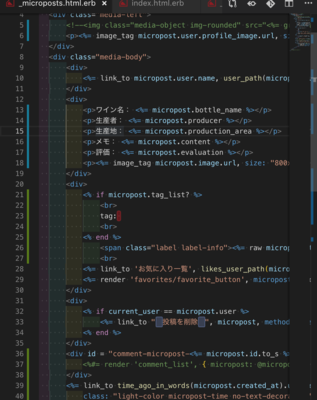 _microposts.html.erb index.html.erb
4 <div class="media-left">
5 <!--<img class="media-object img-rounded" src="<%= g
6 <p><%= image_tag micropost.user.profile_image.url, si
7 </div>
8 <div class="media-body">
9 <div>
10 <%= link_to micropost.user.name, user_path(microp
11 </div>
12 <div>
13 <p>ワイン名： <%= micropost.bottle_name %></p>
14 <p>生産者： <%= micropost.producer %></p>
15 <p>生産地： <%= micropost.production_area %></p>
16 <p>メモ： <%= micropost.content %></p>
17 <p>評価： <%= micropost.evaluation %></p>
18 <p><%= image_tag micropost.image.url, size: "800x
19 </div>
20 <div>
21 <% if micropost.tag_list? %>
22 <br>
23 tag:
24 <br>
25 <% end %>
26 <span class="label label-info"><%= raw microp
27 <br>
28 <%= link_to 'お気に入り一覧', likes_user_path(micro
29 <%= render 'favorites/favorite_button', micropost
30 </div>
31 <div>
32 <% if current_user == micropost.user %>
33 <%= link_to "投稿を削除", micropost, method
34 <% end %>
35 </div>
36 <div id = "comment-micropost-<%= micropost.id.to_s %>
37 <%#= render 'comment_list', { micropost: @micropo
38 </div>
39 <%= link_to time_ago_in_words(micropost.created_at).
40 class: "light-color micropost-time no-text-decora